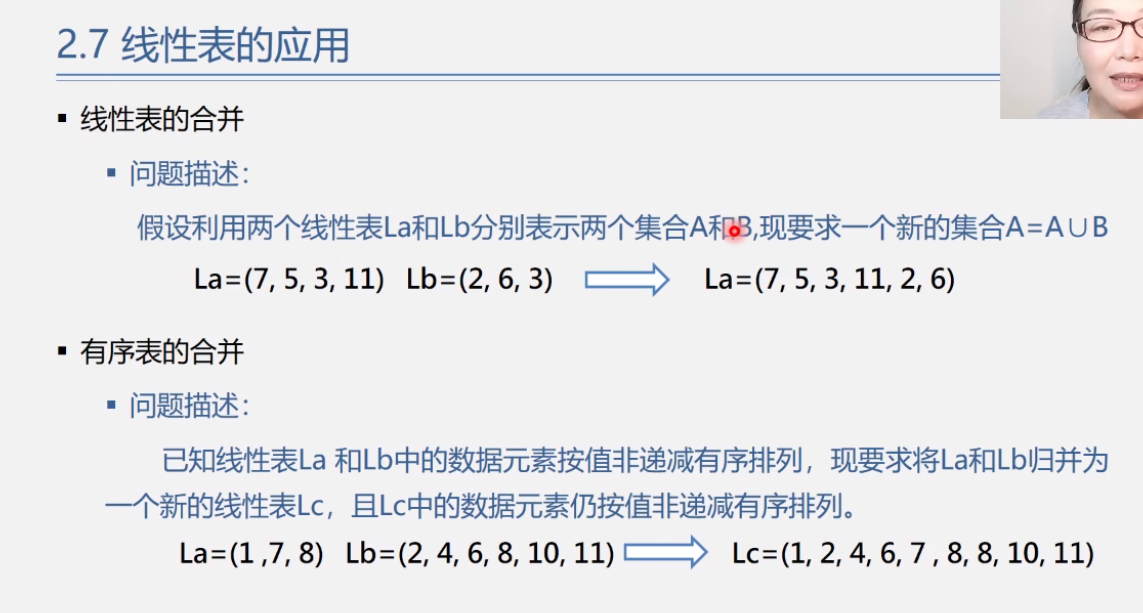 2.7 线性表的应用
▪ 线性表的合并
▪ 问题描述：
假设利用两个线性表La和Lb分别表示两个集合A和B,现要求一个新的集合A=A∪B
La=(7, 5, 3, 11) Lb=(2, 6, 3) La=(7, 5, 3, 11, 2, 6)
▪ 有序表的合并
▪ 问题描述：
已知线性表La 和Lb中的数据元素按值非递减有序排列，现要求将La和Lb归并为
一个新的线性表Lc，且Lc中的数据元素仍按值非递减有序排列。
La=(1 ,7, 8) Lb=(2, 4, 6, 8, 10, 11) Lc=(1, 2, 4, 6, 7 , 8, 8, 10, 11)